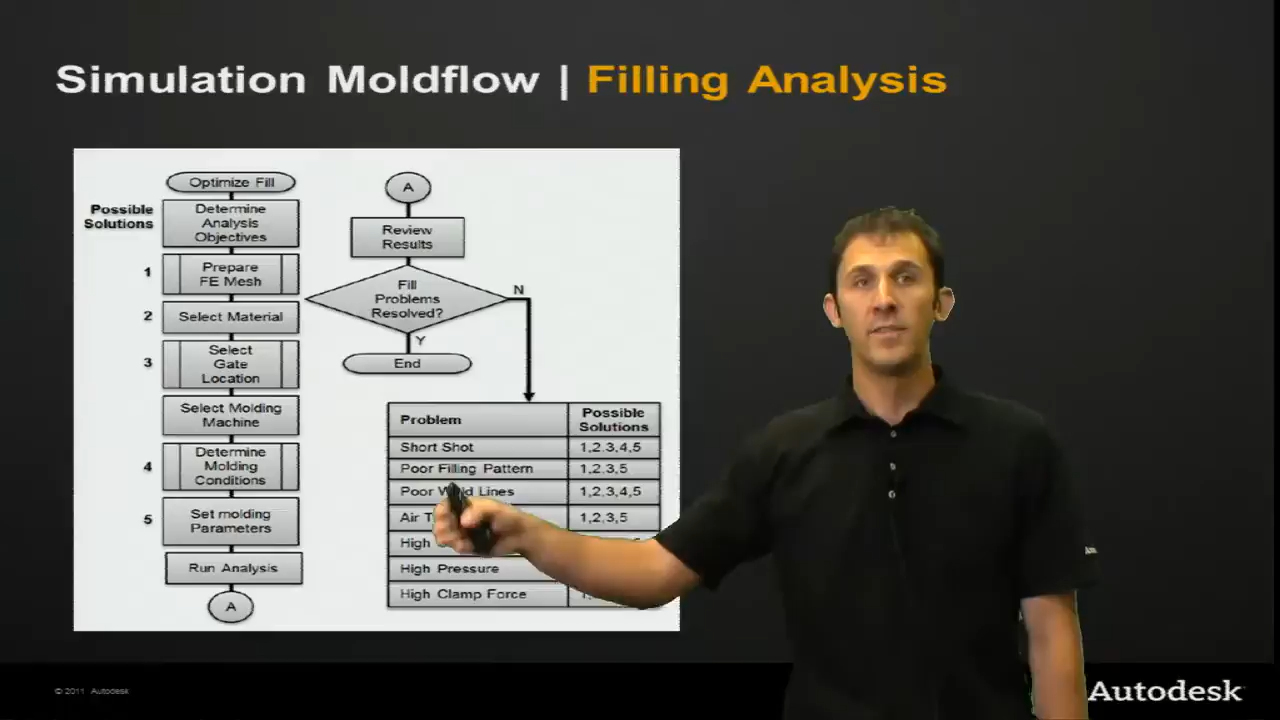 Simulation Moldflow | Filling Analysis
Optimize Fill
Possible
Solutions
Determine
Analysis
Objectives
1
Prepare
FE Mesh
2
Select Material
3
Select
Gate
Location
Select Molding
Machine
4
Determine
Molding
Conditions
5
Set molding
Parameters
Run Analysis
A
A
Review
Results
Fill
Problems
Resolved?
N
Y
End
Problem
Possible
Solutions
Short Shot
1,2,3,4,5
Poor Filling Pattern
1,2,3,5
Poor Lines
1,2,3,4,5
Air
1,2,3,5
High
High Pressure
High Clamp Force
© 2011 Autodesk
Autodesk